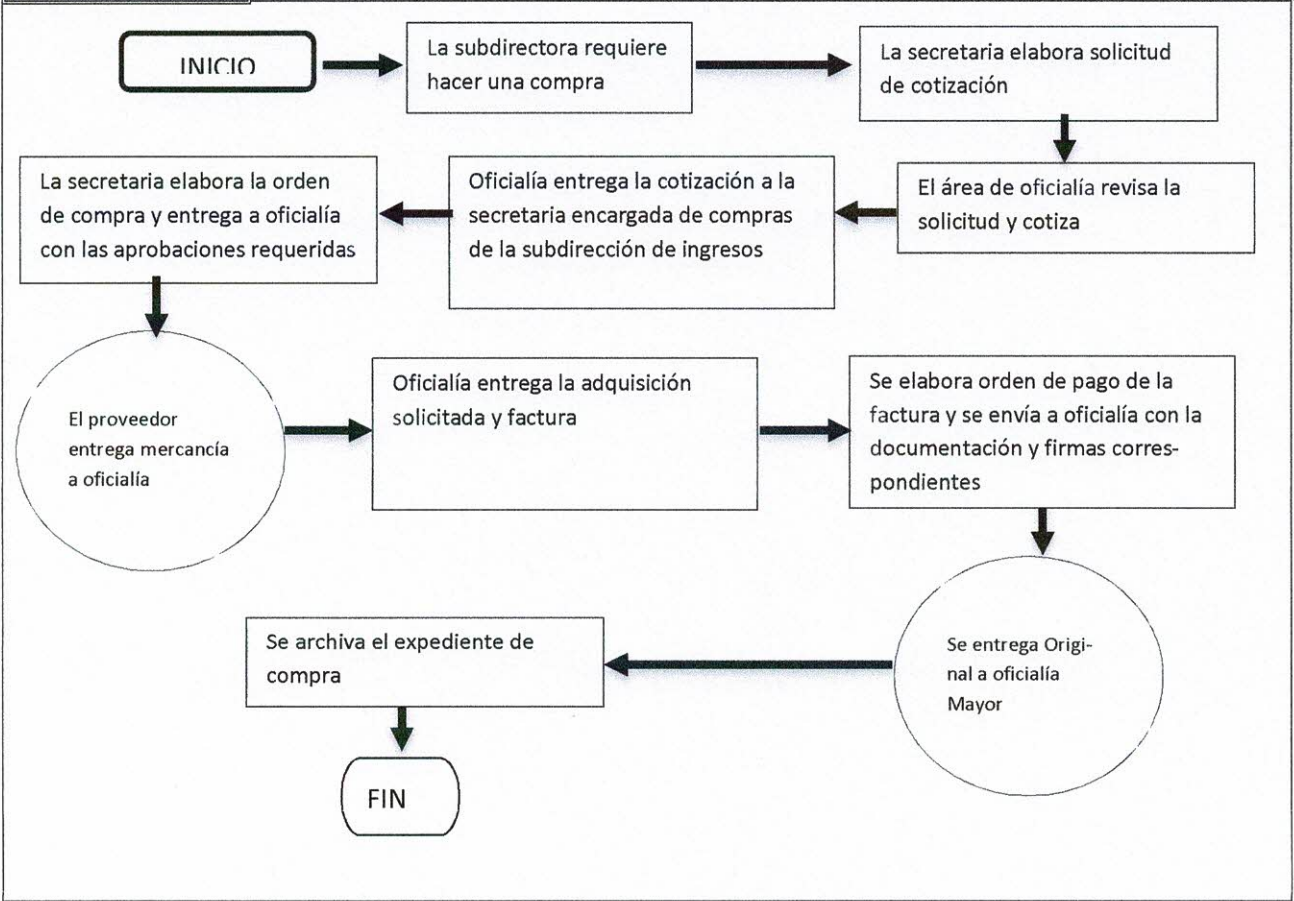 INICIO
La subdirectora requiere
hacer una compra
La secretaria elabora solicitud
de cotización
El área de oficialía revisa la
solicitud y cotiza
Oficialía entrega la cotización a la
secretaria encargada de compras
de la subdirección de ingresos
La secretaria elabora la orden
de compra y entrega a oficialía
con las aprobaciones requeridas
El proveedor
entrega mercancía
a oficialía
Oficialía entrega la adquisición
solicitada y factura
Se elabora orden de pago de la
factura y se envía a oficialía con la
documentación y firmas corres-
pondientes
Se entrega Origi-
nal a oficialía
Mayor
Se archiva el expediente de
compra
FIN